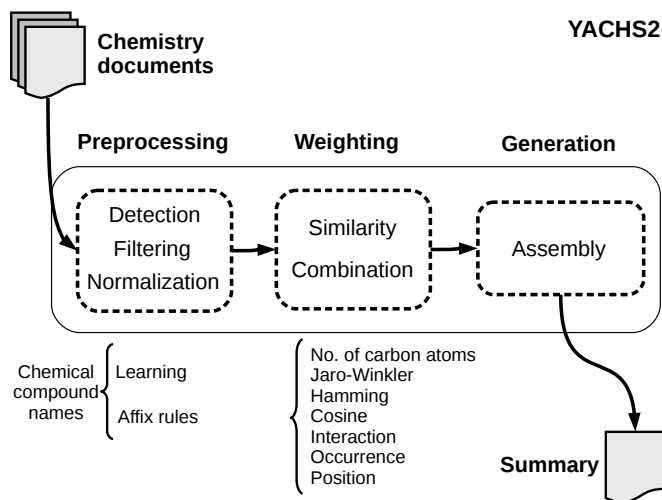 YACHS2
Chemistry
documents
Preprocessing
Weighting
Generation
Detection
Filtering
Normalization
Similarity
Combination
Assembly
Chemical
compound
names
Learning
Affix rules
No. of carbon atoms
Jaro-Winkler
Hamming
Cosine
Interaction
Occurrence
Position
Summary